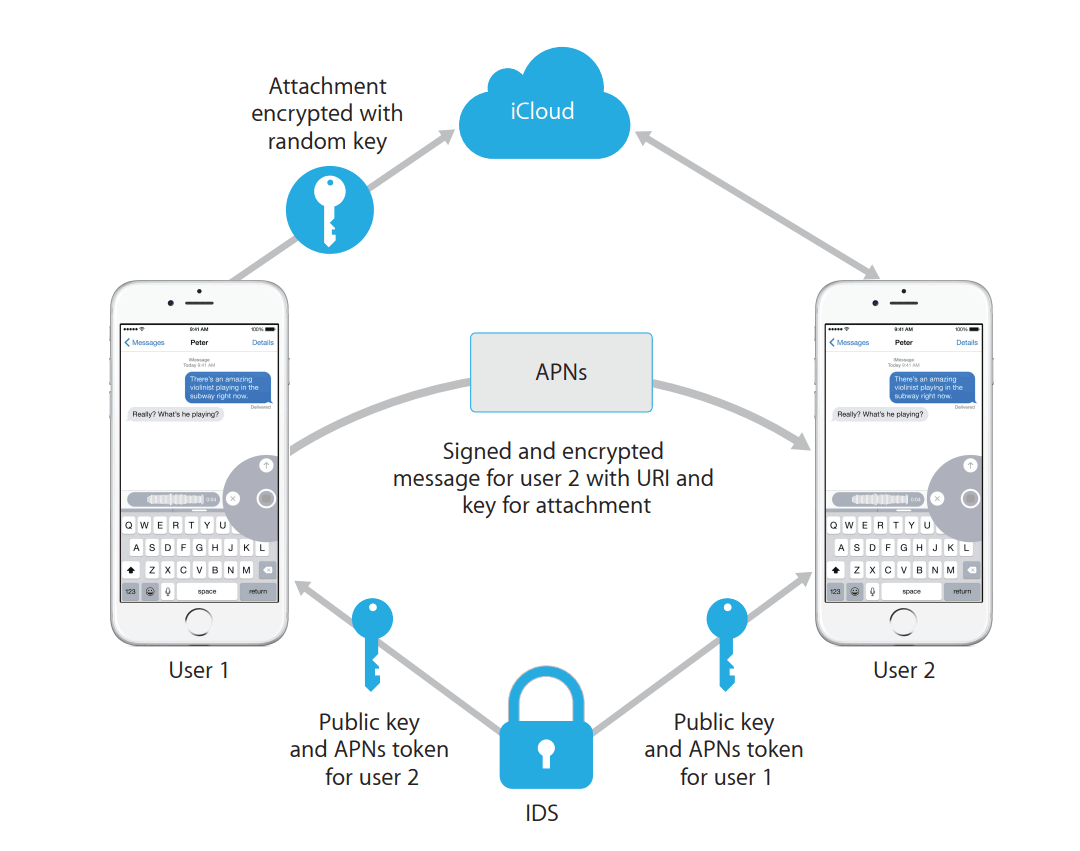 Attachment
encrypted with
random key
iCloud
9:41 AM 100%
Messages Peter Details
iMessage
Today 9:41 AM
There's an amazing
violinist playing in the
subway right now.
Delivered
Really? What's he playing?
0:04
Q W E R T Y U
A S D F G H J K L
Z X C V B N M
123 space return
User 1
APNs
Signed and encrypted
message for user 2 with URI and
key for attachment
9:41 AM 100%
Messages Peter Details
iMessage
Today 9:41 AM
There's an amazing
violinist playing in the
subway right now.
Delivered
Really? What's he playing?
0:04
Q W E R T Y U
A S D F G H J K L
Z X C V B N M
123 space return
User 2
Public key
and APNs token
for user 2
Public key
and APNs token
for user 1
IDS